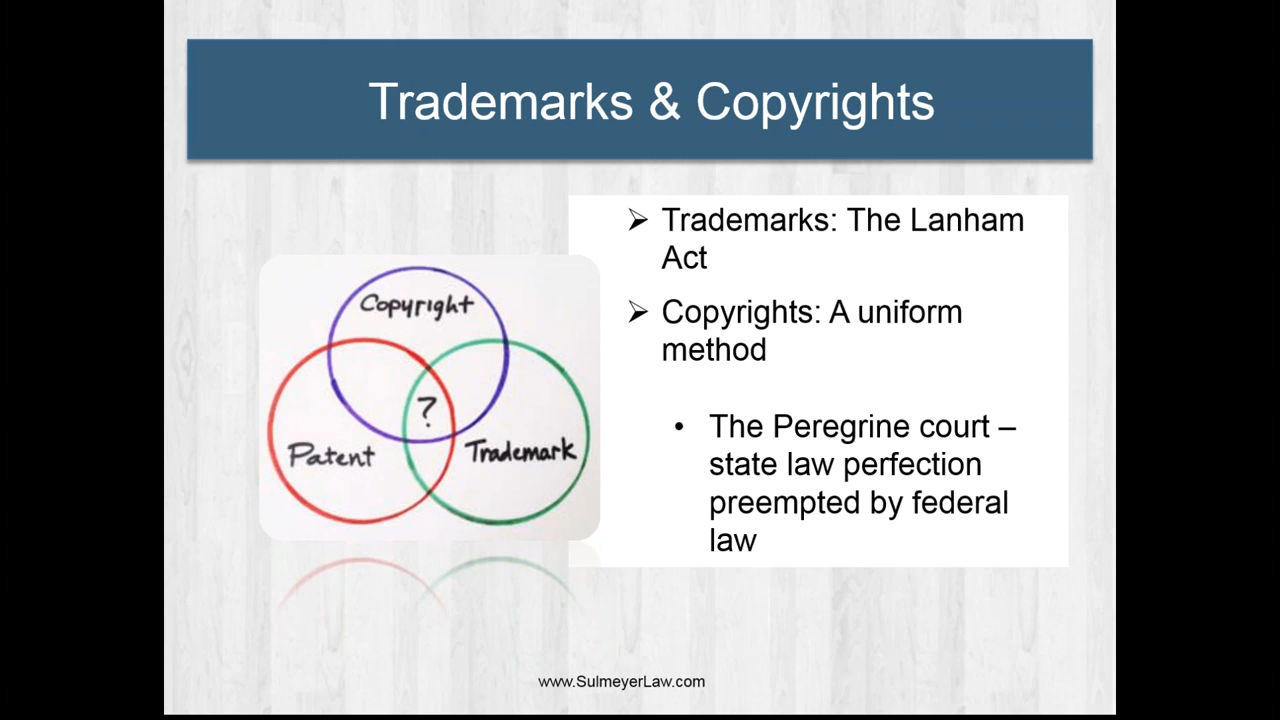 Trademarks & Copyrights
Copyright
?
Patent
Trademark
➢ Trademarks: The Lanham
Act
➢ Copyrights: A uniform
method
• The Peregrine court –
state law perfection
preempted by federal
law
www.SulmeyerLaw.com